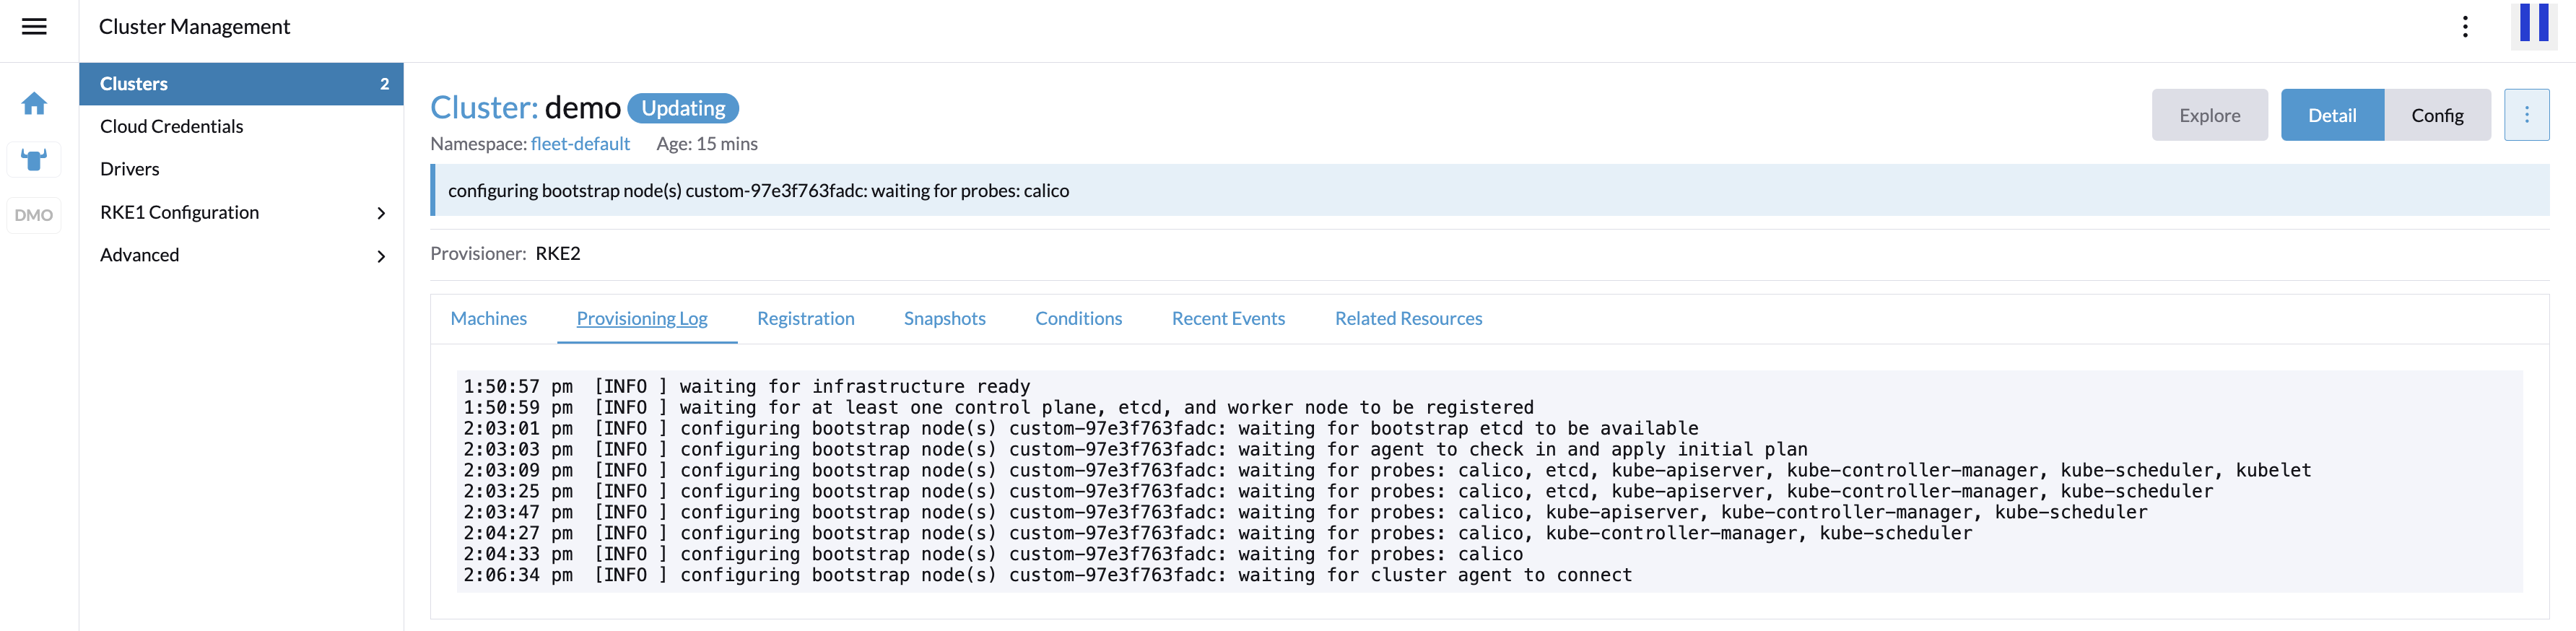 Cluster Management
Clusters 2
Cloud Credentials
Drivers
RKE1 Configuration
Advanced
DMO
Cluster: demo Updating
Namespace: fleet-default Age: 15 mins
Explore Detail Config
configuring bootstrap node(s) custom-97e3f763fadc: waiting for probes: calico
Provisioner: RKE2
Machines Provisioning Log Registration Snapshots Conditions Recent Events Related Resources
1:50:57 pm [INFO ] waiting for infrastructure ready
1:50:59 pm [INFO ] waiting for at least one control plane, etcd, and worker node to be registered
2:03:01 pm [INFO ] configuring bootstrap node(s) custom-97e3f763fadc: waiting for bootstrap etcd to be available
2:03:03 pm [INFO ] configuring bootstrap node(s) custom-97e3f763fadc: waiting for agent to check in and apply initial plan
2:03:09 pm [INFO ] configuring bootstrap node(s) custom-97e3f763fadc: waiting for probes: calico, etcd, kube-apiserver, kube-controller-manager, kube-scheduler, kubelet
2:03:25 pm [INFO ] configuring bootstrap node(s) custom-97e3f763fadc: waiting for probes: calico, etcd, kube-apiserver, kube-controller-manager, kube-scheduler
2:03:47 pm [INFO ] configuring bootstrap node(s) custom-97e3f763fadc: waiting for probes: calico, kube-apiserver, kube-controller-manager, kube-scheduler
2:04:27 pm [INFO ] configuring bootstrap node(s) custom-97e3f763fadc: waiting for probes: calico, kube-controller-manager, kube-scheduler
2:04:33 pm [INFO ] configuring bootstrap node(s) custom-97e3f763fadc: waiting for probes: calico
2:06:34 pm [INFO ] configuring bootstrap node(s) custom-97e3f763fadc: waiting for cluster agent to connect